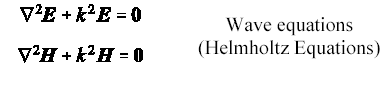 ∇²E + k²E = 0
Wave equations
(Helmholtz Equations)
∇²H + k²H = 0